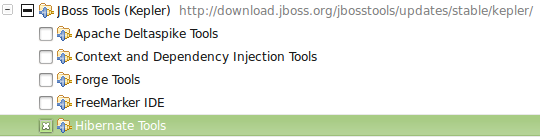 JBoss Tools (Kepler) http://download.jboss.org/jbosstools/updates/stable/kepler/
Apache Deltaspike Tools
Context and Dependency Injection Tools
Forge Tools
FreeMarker IDE
Hibernate Tools